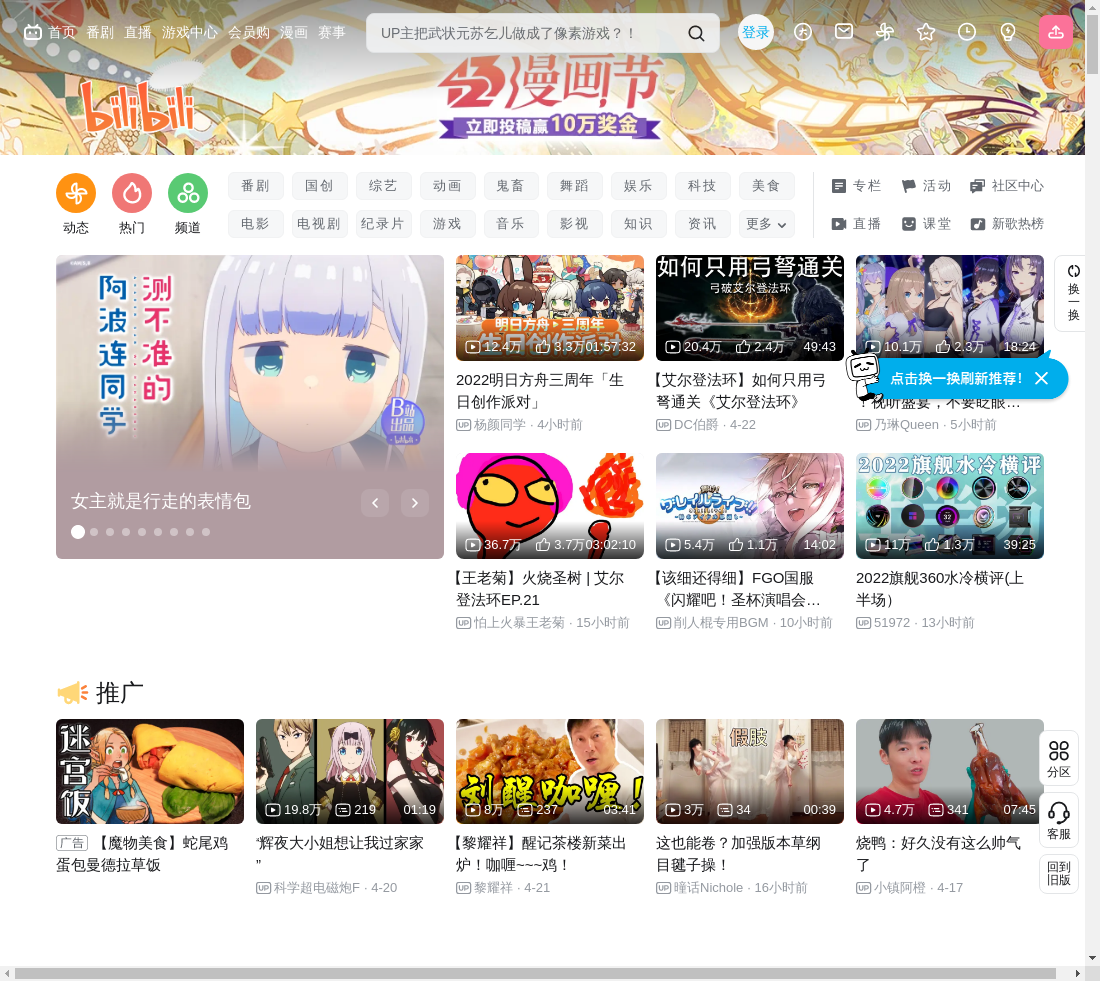 首页 番剧 直播 游戏中心 会员购 漫画 赛事
UP主把武状元苏乞儿做成了像素游戏？！
登录
bilibili
漫画节
立即投稿赢10万奖金
动态
热门
频道
番剧 国创 综艺 动画 鬼畜 舞蹈 娱乐 科技 美食
电影 电视剧 纪录片 游戏 音乐 影视 知识 资讯 更多
专栏 活动 社区中心
直播 课堂 新歌热榜
测不准的
阿波连同学
B站
出品
bilibili
女主就是行走的表情包
明日方舟 三周年
生日创作派对
12.4万 3.3万 01:57:32
2022明日方舟三周年「生
日创作派对」
UP 杨颜同学 · 4小时前
如何只用弓弩通关
弓破艾尔登法环
20.4万 2.4万 49:43
【艾尔登法环】如何只用弓
弩通关《艾尔登法环》
UP DC伯爵 · 4-22
10.1万 2.3万 18:24
点击换一换刷新推荐！
！视听盛宴，不要眨眼…
UP 乃琳Queen · 5小时前
换
一
换
36.7万 3.7万 03:02:10
【王老菊】火烧圣树 | 艾尔
登法环EP.21
UP 怕上火暴王老菊 · 15小时前
5.4万 1.1万 14:02
【该细还得细】FGO国服
《闪耀吧！圣杯演唱会…
UP 削人棍专用BGM · 10小时前
2022旗舰水冷横评
32
11万 1.3万 39:25
2022旗舰360水冷横评(上
半场）
UP 51972 · 13小时前
推广
迷宫饭
广告 【魔物美食】蛇尾鸡
蛋包曼德拉草饭
19.8万 219 01:19
“辉夜大小姐想让我过家家
”
UP 科学超电磁炮F · 4-20
刘醒咖喱！
8万 237 03:41
【黎耀祥】醒记茶楼新菜出
炉！咖喱~~~鸡！
UP 黎耀祥 · 4-21
假肢
3万 34 00:39
这也能卷？加强版本草纲
目毽子操！
UP 曈话Nichole · 16小时前
4.7万 341 07:45
烧鸭：好久没有这么帅气
了
UP 小镇阿橙 · 4-17
分区
客服
回到
旧版